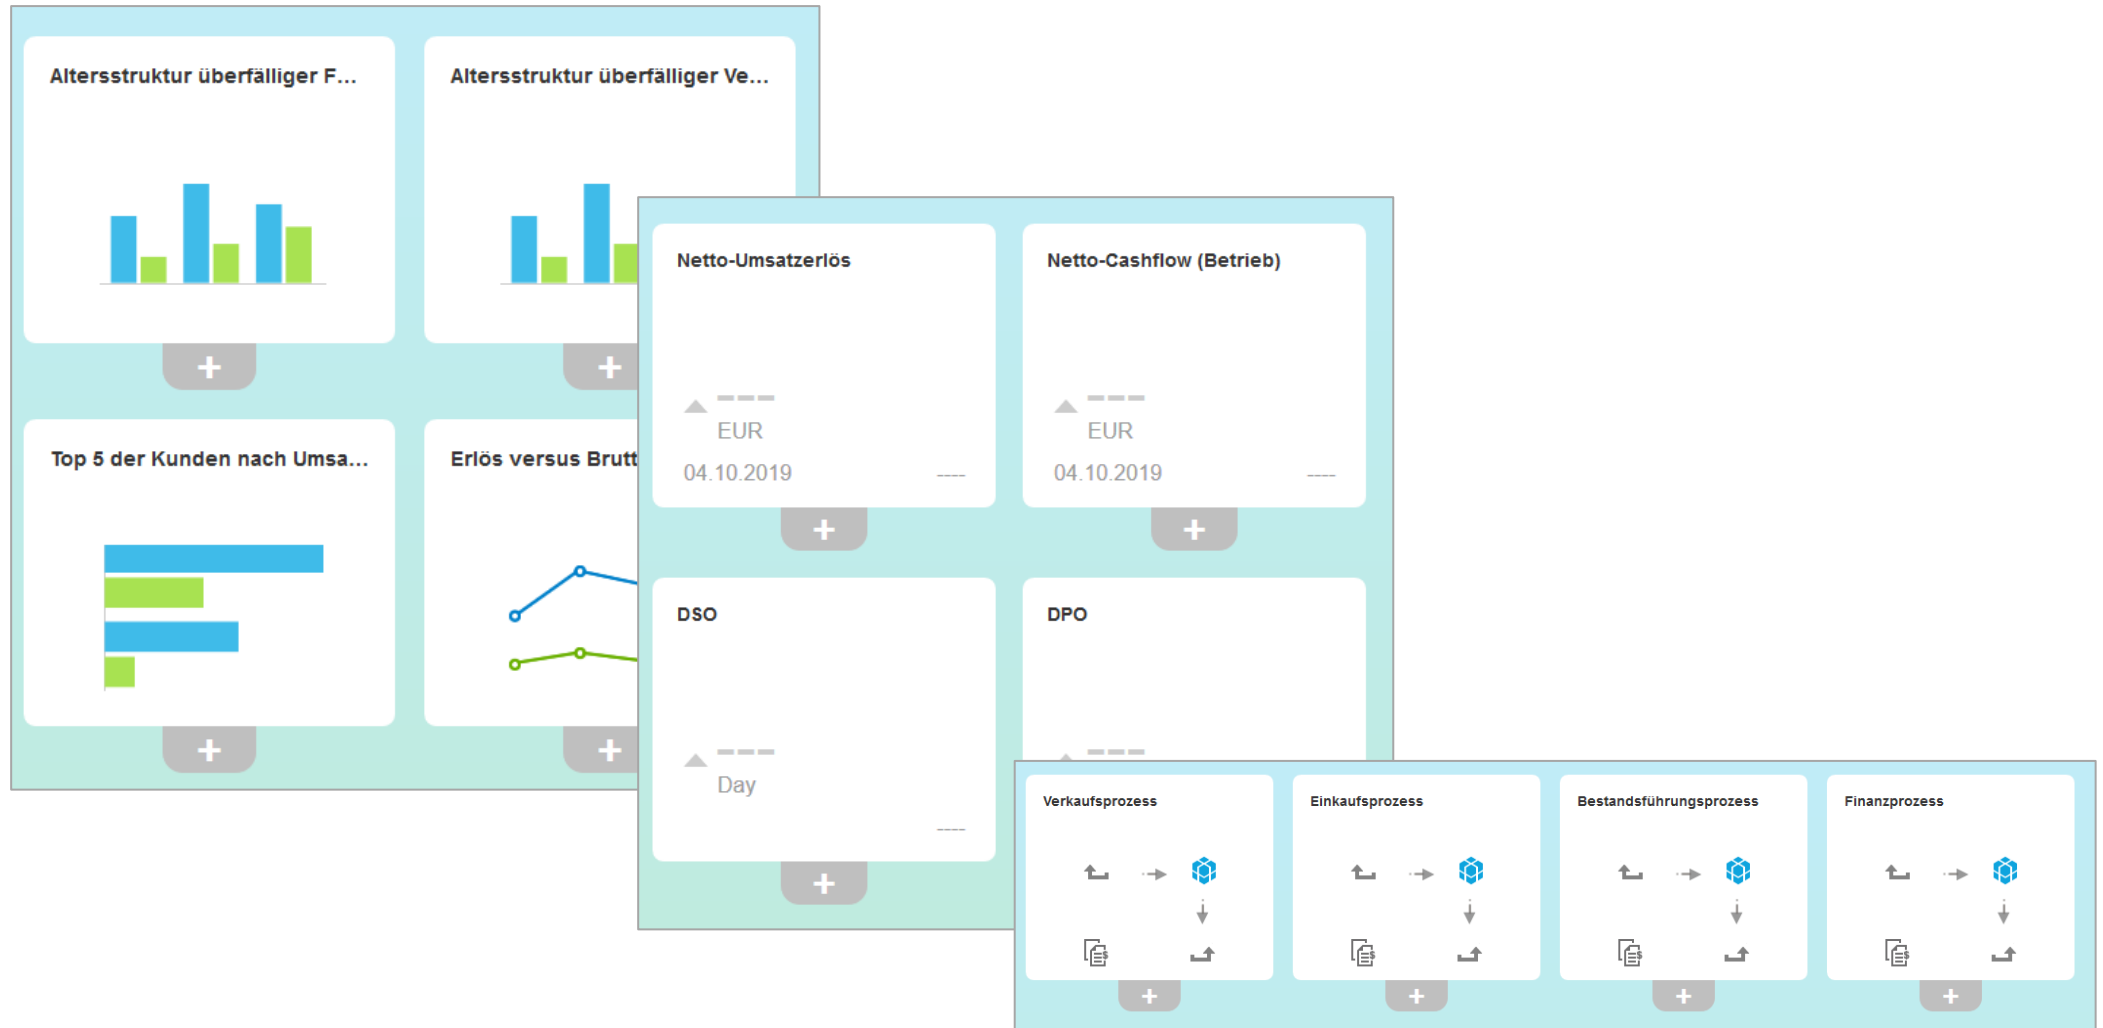 Altersstruktur überfälliger F...
Altersstruktur überfälliger Ve...
+
+
Top 5 der Kunden nach Umsa...
Erlös versus Brutt
+
+
Netto-Umsatzerlös
Netto-Cashflow (Betrieb)
---
EUR
04.10.2019
----
---
EUR
04.10.2019
----
+
+
DSO
DPO
---
Day
----
---
+
Verkaufsprozess
Einkaufsprozess
Bestandsführungsprozess
Finanzprozess
+
+
+
+